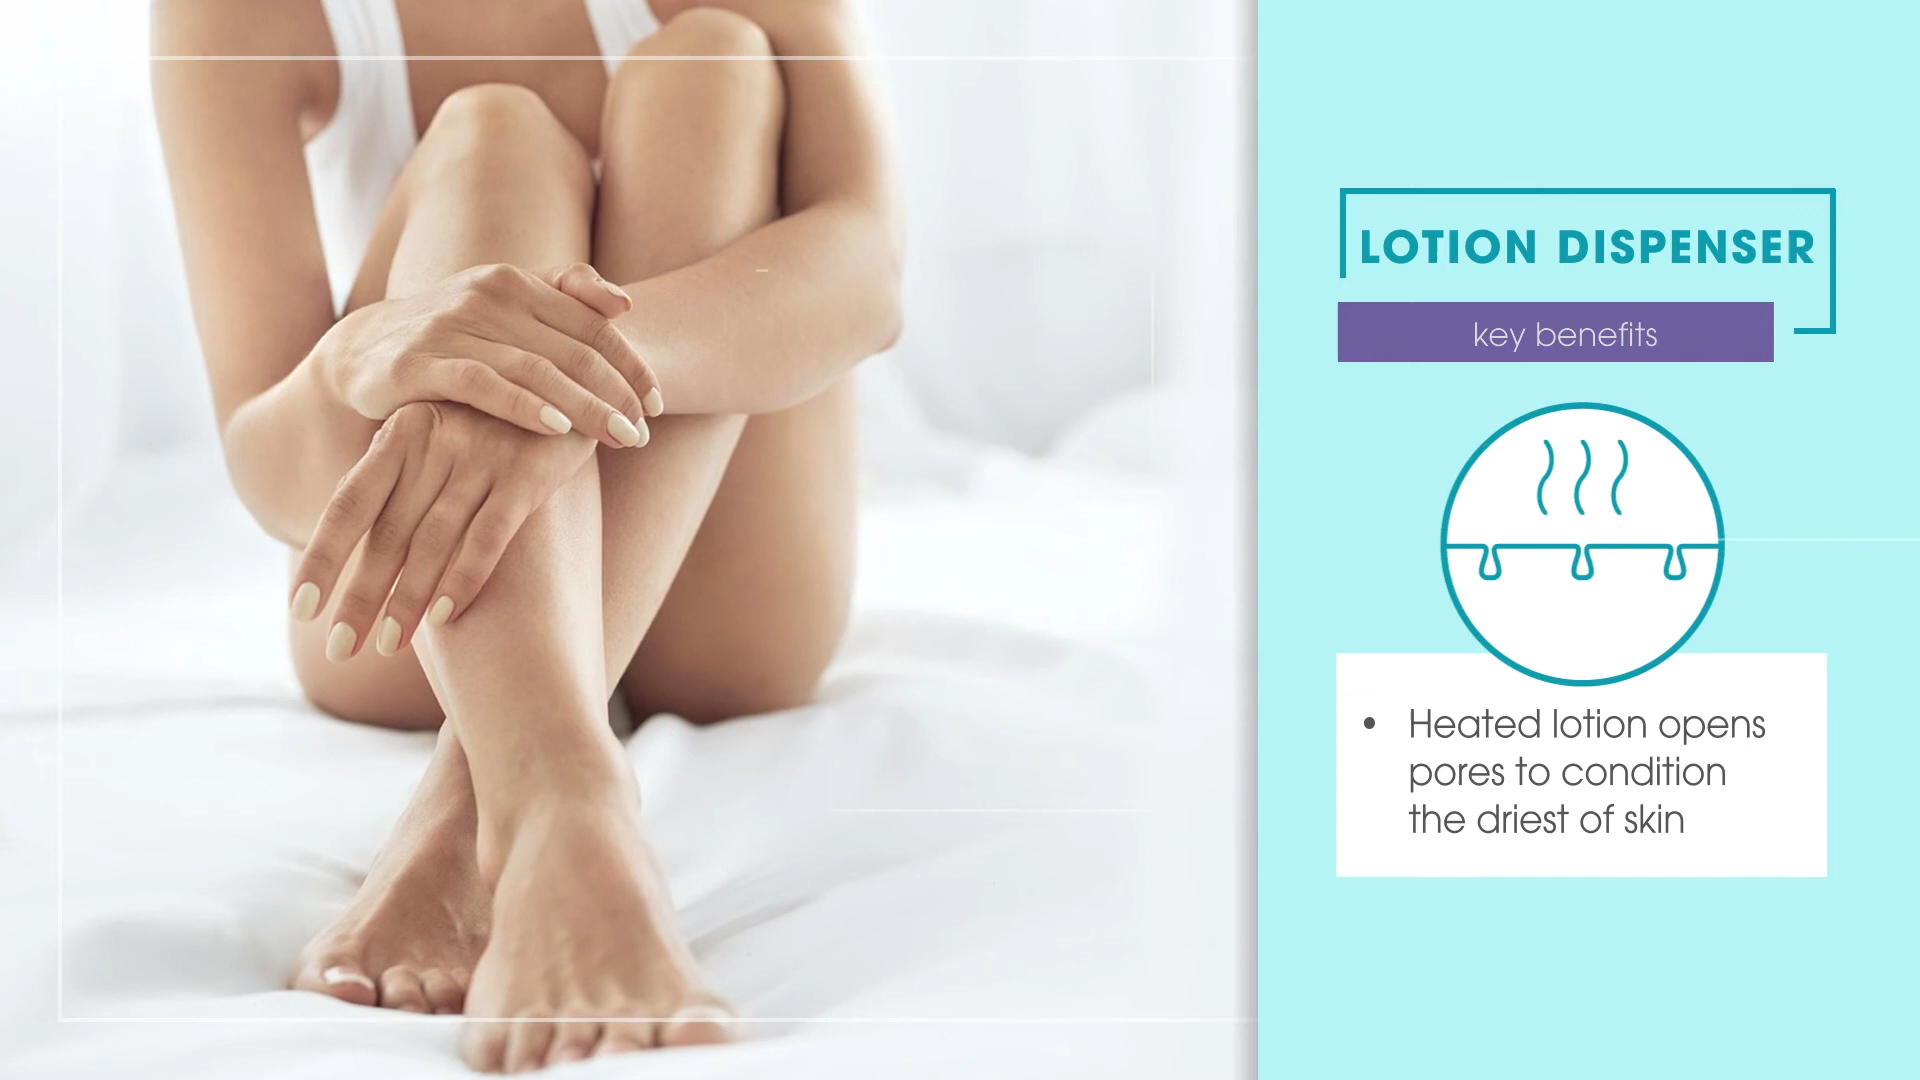 LOTION DISPENSER
key benefits
• Heated lotion opens
pores to condition
the driest of skin